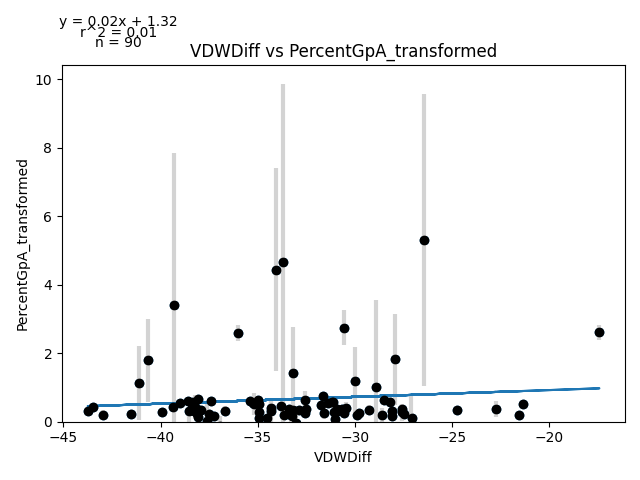 y = 0.02x + 1.32
r^2 = 0.01
n = 90
VDWDiff vs PercentGpA_transformed
PercentGpA_transformed
10
8
6
4
2
0
−45
−40
−35
−30
−25
−20
VDWDiff